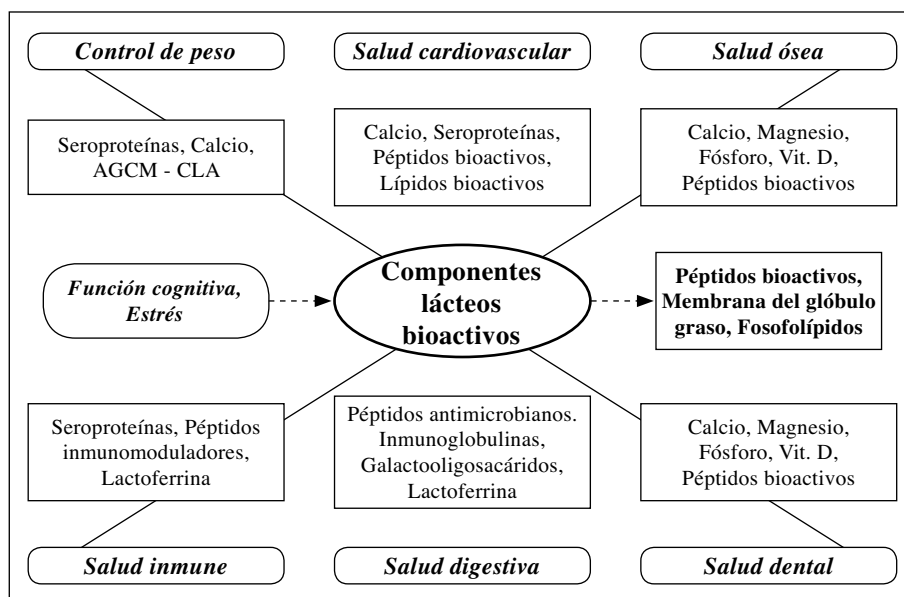 Control de peso
Salud cardiovascular
Salud ósea
Seroproteínas, Calcio,
AGCM - CLA
Calcio, Seroproteínas,
Péptidos bioactivos,
Lípidos bioactivos
Calcio, Magnesio,
Fósforo, Vit. D,
Péptidos bioactivos
Función cognitiva,
Estrés
Componentes
lácteos
bioactivos
Péptidos bioactivos,
Membrana del glóbulo
graso, Fosofolípidos
Seroproteínas, Péptidos
inmunomoduladores,
Lactoferrina
Péptidos antimicrobianos.
Inmunoglobulinas,
Galactooligosacáridos,
Lactoferrina
Calcio, Magnesio,
Fósforo, Vit. D,
Péptidos bioactivos
Salud inmune
Salud digestiva
Salud dental